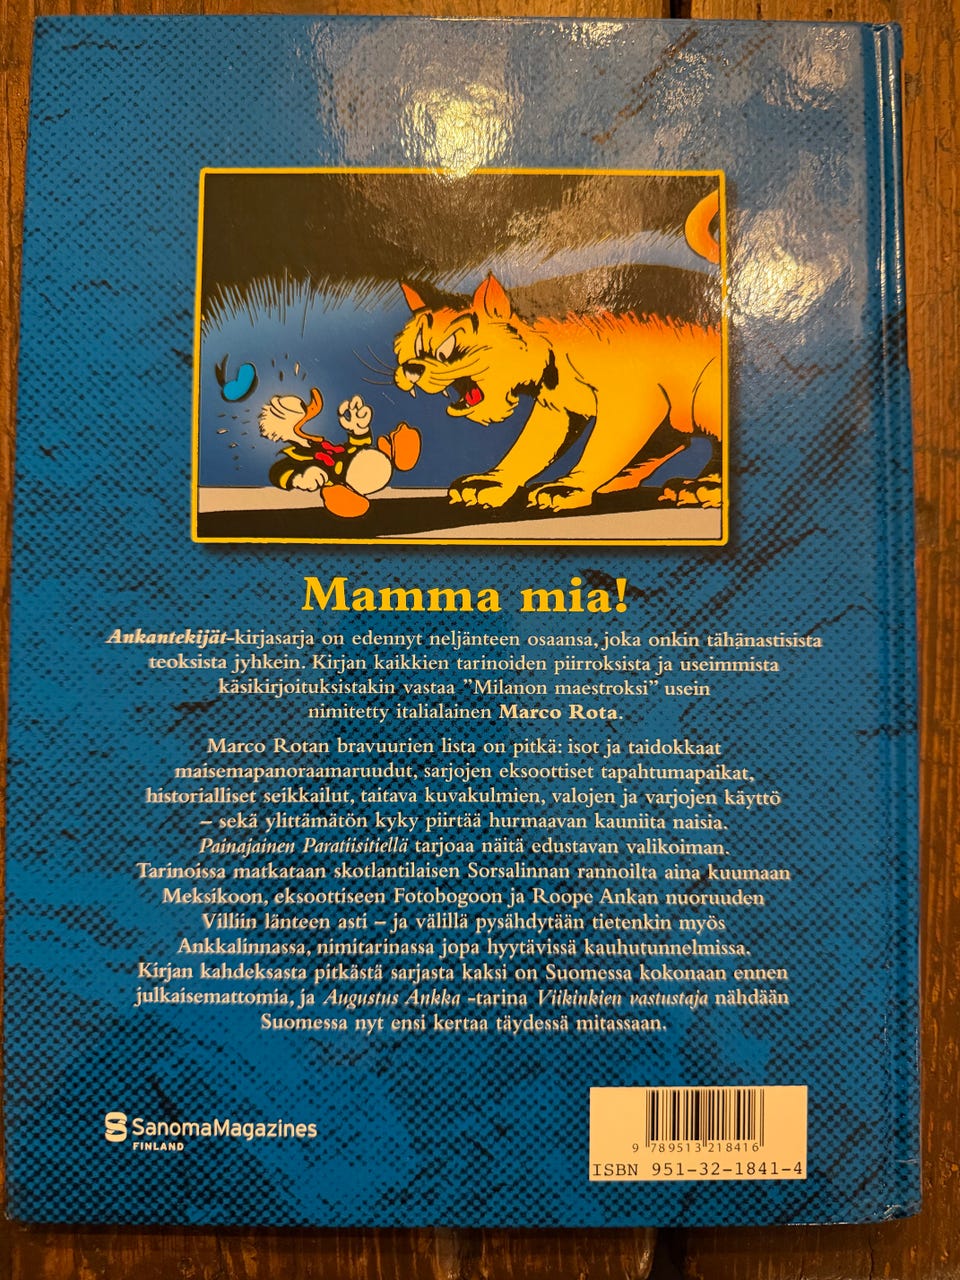 Mamma mia!
Ankantekijät-kirjasarja on edennyt neljänteen osaansa, joka onkin tähänastisista
teoksista jyhkein. Kirjan kaikkien tarinoiden piirroksista ja useimmista
käsikirjoituksistakin vastaa ”Milanon maestroksi” usein
nimitetty italialainen Marco Rota.
Marco Rotan bravuurien lista on pitkä: isot ja taidokkaat
maisemapanoraamaruudut, sarjojen eksoottiset tapahtumapaikat,
historialliset seikkailut, taitava kuvakulmien, valojen ja varjojen käyttö
– sekä ylittämätön kyky piirtää hurmaavan kauniita naisia.
Painajainen Paratiisitiellä tarjoaa näitä edustavan valikoiman.
Tarinoissa matkataan skotlantilaisen Sorsalinnan rannoilta aina kuumaan
Meksikoon, eksoottiseen Fotobogoon ja Roope Ankan nuoruuden
Villiin länteen asti – ja välillä pysähdytään tietenkin myös
Ankkalinnassa, nimitarinassa jopa hyytävissä kauhutunnelmissa.
Kirjan kahdeksasta pitkästä sarjasta kaksi on Suomessa kokonaan ennen
julkaisemattomia, ja Augustus Ankka -tarina Viikinkien vastustaja nähdään
Suomessa nyt ensi kertaa täydessä mitassaan.
SanomaMagazines
FINLAND
9 789513 218416
ISBN 951-32-1841-4